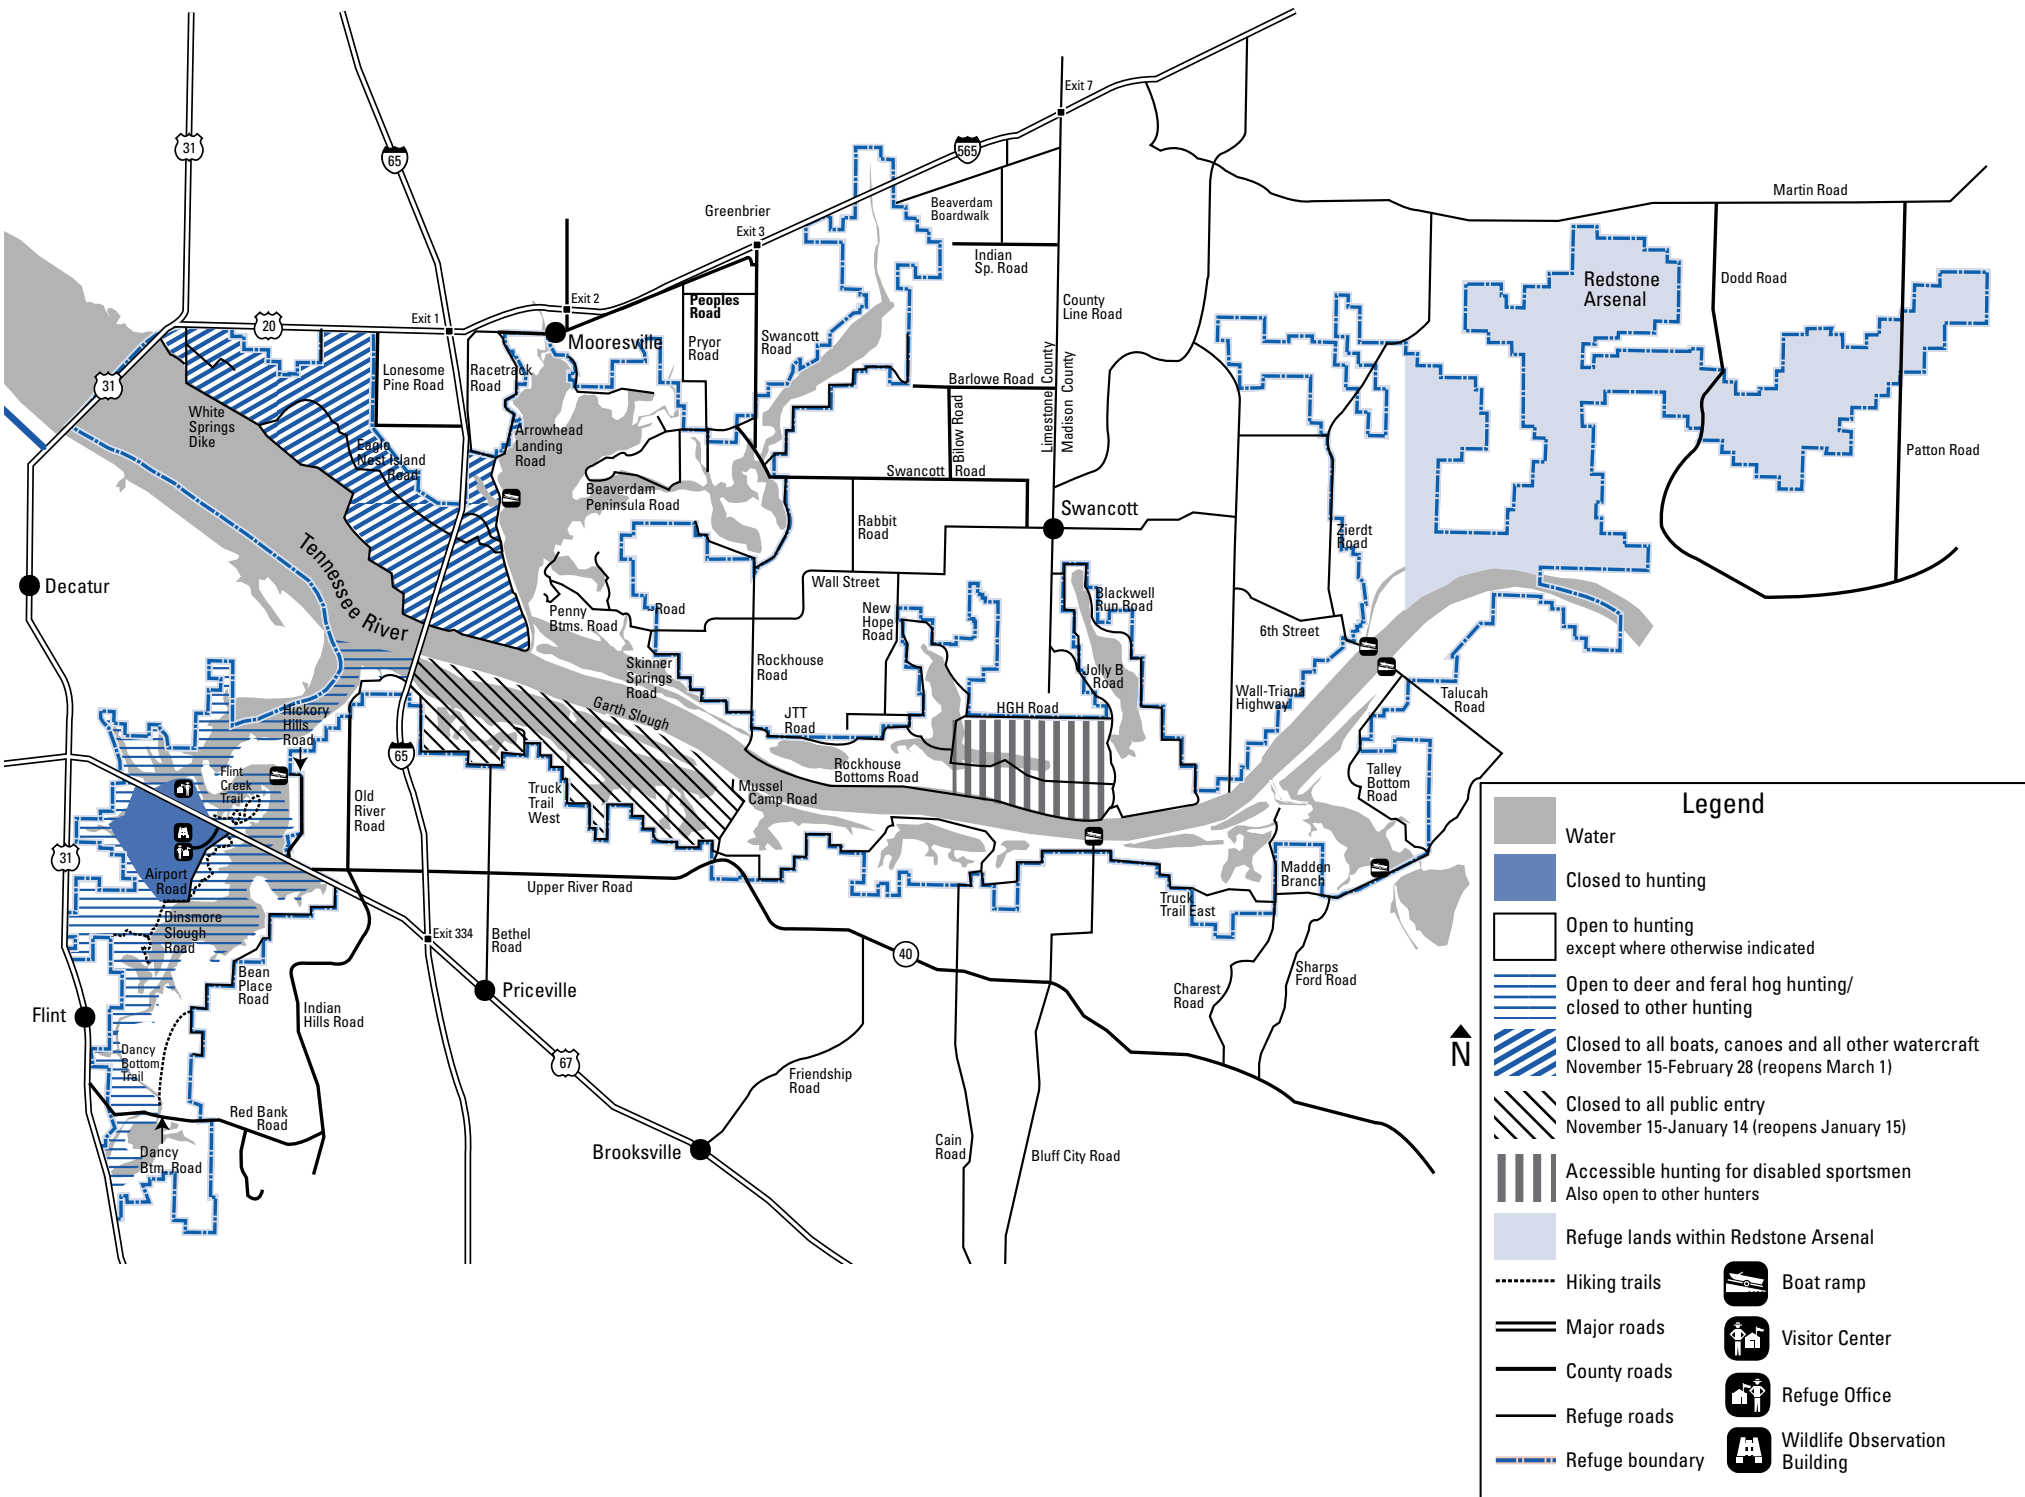 Exit 7
31
65
565
Martin Road
Greenbrier
Beaverdam
Boardwalk
Exit 3
Indian
Sp. Road
Redstone
Arsenal
Dodd Road
Exit 2
Peoples
Road
County
Line Road
20
Exit 1
Mooresville
Pryor
Road
Swancott
Road
Limestone County
Madison County
31
Lonesome
Pine Road
Racetrack
Road
Barlowe Road
White
Springs
Dike
Arrowhead
Landing
Road
Bilow Road
Eagle
Nest Island
Road
Swancott
Road
Patton Road
Beaverdam
Peninsula Road
Swancott
Rabbit
Road
Zierdt
Road
Tennessee River
Decatur
Wall Street
Blackwell
Run Road
Penny
Btms. Road
Road
New
Hope
Road
6th Street
Skinner
Springs
Road
Rockhouse
Road
Jolly B
Road
Wall-Triana
Highway
Talucah
Road
Garth Slough
HGH Road
Hickory
Hills
Road
JTT
Road
65
Flint
Creek
Trail
Rockhouse
Bottoms Road
Talley
Bottom
Road
Old
River
Road
Truck
Trail
West
Mussel
Camp Road
31
Airport
Road
Upper River Road
Madden
Branch
Truck
Trail East
Dinsmore
Slough
Road
Exit 334
Bethel
Road
40
Bean
Place
Road
Sharps
Ford Road
Charest
Road
Priceville
Flint
Indian
Hills Road
Dancy
Bottom
Trail
67
Friendship
Road
Red Bank
Road
Dancy
Btm. Road
Brooksville
Cain
Road
Bluff City Road
N
Legend
Water
Closed to hunting
Open to hunting
except where otherwise indicated
Open to deer and feral hog hunting/
closed to other hunting
Closed to all boats, canoes and all other watercraft
November 15-February 28 (reopens March 1)
Closed to all public entry
November 15-January 14 (reopens January 15)
Accessible hunting for disabled sportsmen
Also open to other hunters
Refuge lands within Redstone Arsenal
Hiking trails
Boat ramp
Major roads
Visitor Center
County roads
Refuge Office
Refuge roads
Wildlife Observation
Building
Refuge boundary